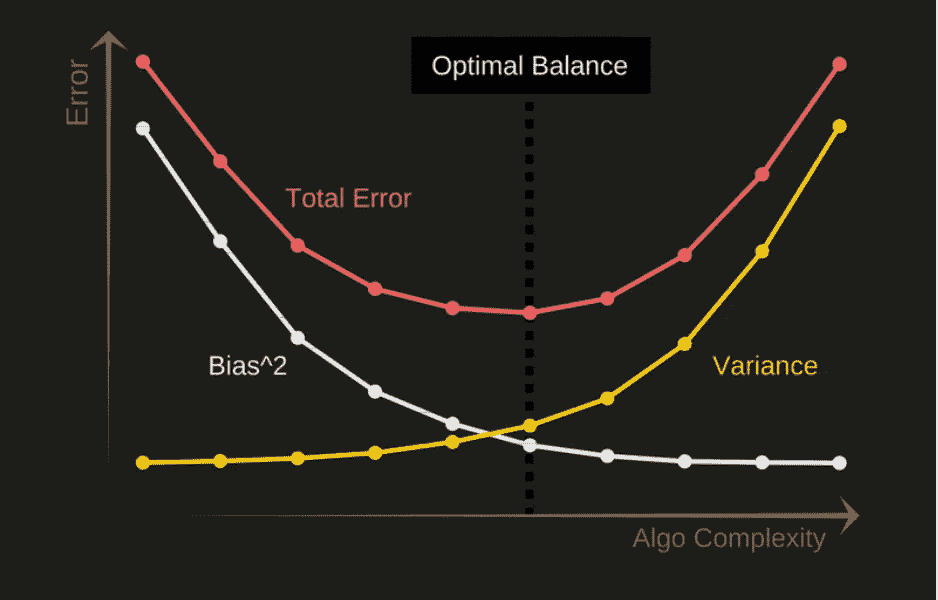 Optimal Balance
Error
Total Error
Bias^2
Variance
Algo Complexity